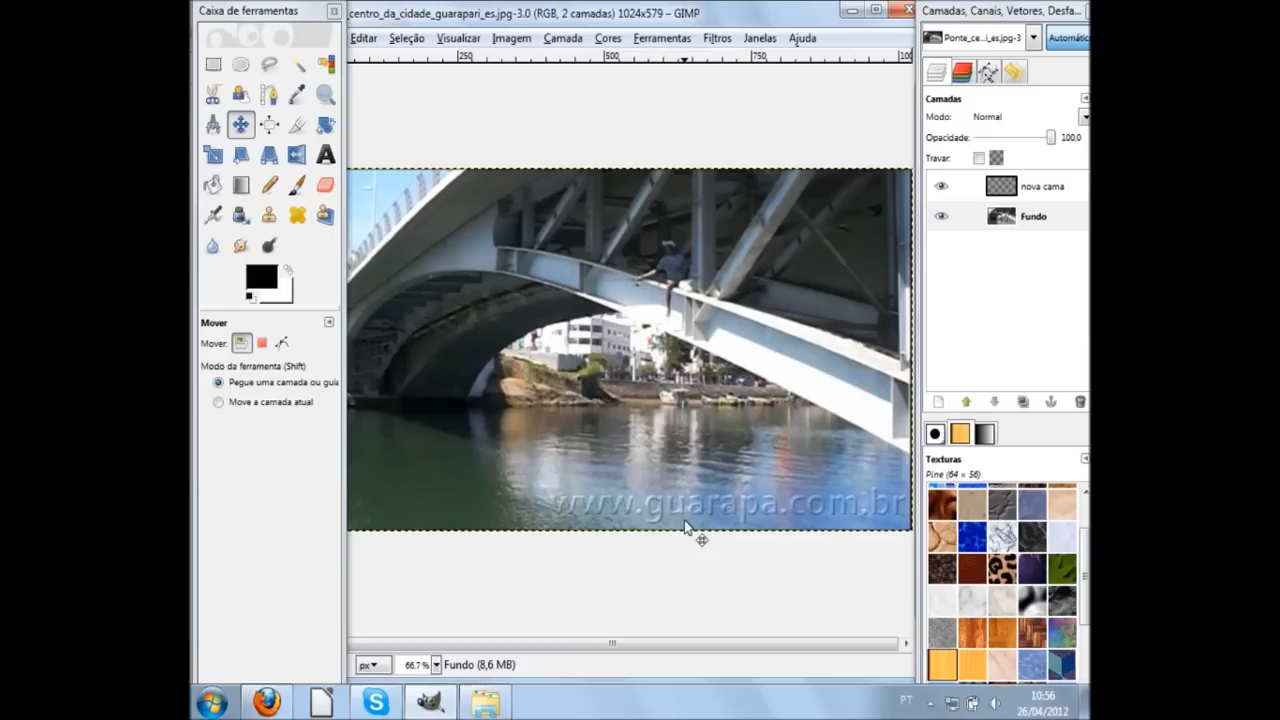 Caixa de ferramentas
_centro_da_cidade_guarapari_es.jpg-3.0 (RGB, 2 camadas) 1024x579 – GIMP
Camadas, Canais, Vetores, Desfa...
Editar Seleção Visualizar Imagem Camada Cores Ferramentas Filtros Janelas Ajuda
Ponte_ce..._es.jpg-3
Automátic
250 500 750 100
Camadas
Modo: Normal
Opacidade: 100,0
Travar:
nova cama
Fundo
Mover
Mover:
Modo da ferramenta (Shift)
Pegue uma camada ou guia
Move a camada atual
Texturas
Pine (64 × 56)
www.guarapa.com.br
px 66,7% Fundo (8,6 MB)
PT
10:56
26/04/2012